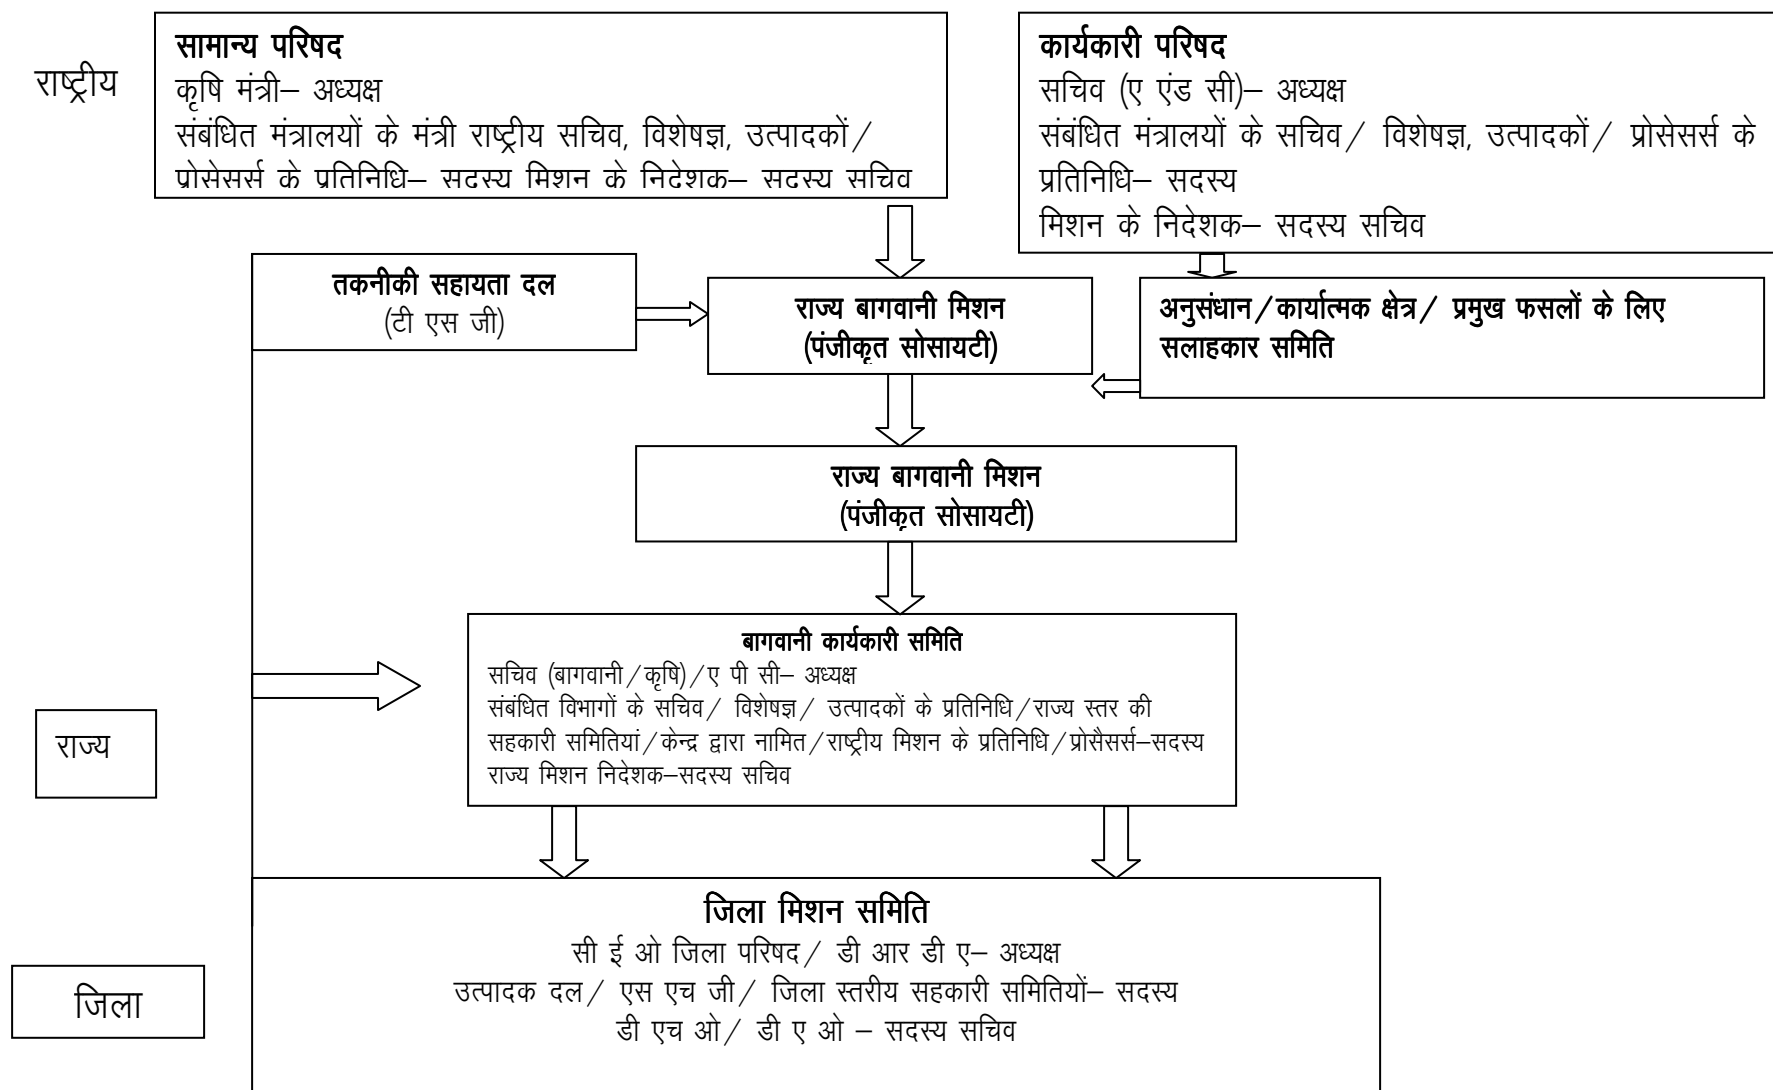 राष्ट्रीय
सामान्य परिषद
कृषि मंत्री– अध्यक्ष
संबंधित मंत्रालयों के मंत्री राष्ट्रीय सचिव, विशेषज्ञ, उत्पादकों/
प्रोसेसर्स के प्रतिनिधि– सदस्य मिशन के निदेशक– सदस्य सचिव
कार्यकारी परिषद
सचिव (ए एंड सी)– अध्यक्ष
संबंधित मंत्रालयों के सचिव/ विशेषज्ञ, उत्पादकों/ प्रोसेसर्स के
प्रतिनिधि– सदस्य
मिशन के निदेशक– सदस्य सचिव
तकनीकी सहायता दल
(टी एस जी)
राज्य बागवानी मिशन
(पंजीकृत सोसायटी)
अनुसंधान/कार्यात्मक क्षेत्र/ प्रमुख फसलों के लिए
सलाहकार समिति
राज्य बागवानी मिशन
(पंजीकृत सोसायटी)
राज्य
बागवानी कार्यकारी समिति
सचिव (बागवानी/कृषि)/ए पी सी– अध्यक्ष
संबंधित विभागों के सचिव/ विशेषज्ञ/ उत्पादकों के प्रतिनिधि/राज्य स्तर की
सहकारी समितियां/केन्द्र द्वारा नामित/राष्ट्रीय मिशन के प्रतिनिधि/प्रोसैसर्स–सदस्य
राज्य मिशन निदेशक–सदस्य सचिव
जिला
जिला मिशन समिति
सी ई ओ जिला परिषद/ डी आर डी ए– अध्यक्ष
उत्पादक दल/ एस एच जी/ जिला स्तरीय सहकारी समितियों– सदस्य
डी एच ओ/ डी ए ओ – सदस्य सचिव